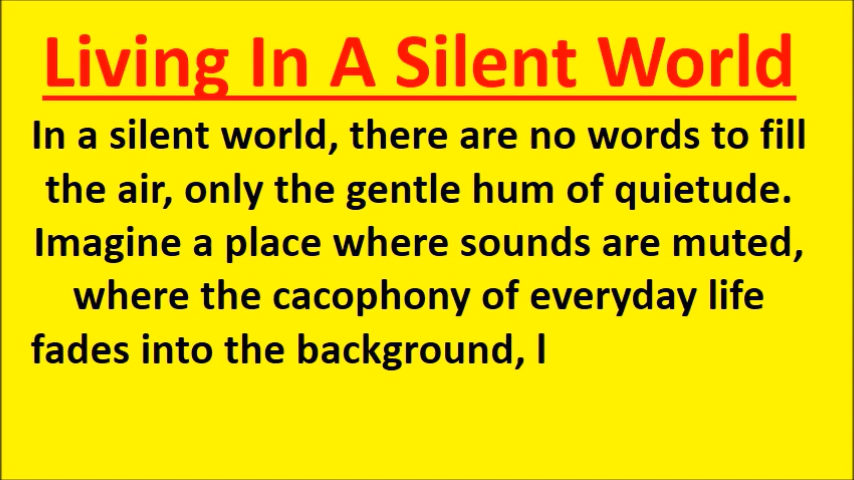 Living In A Silent World
In a silent world, there are no words to fill
the air, only the gentle hum of quietude.
Imagine a place where sounds are muted,
where the cacophony of everyday life
fades into the background, l